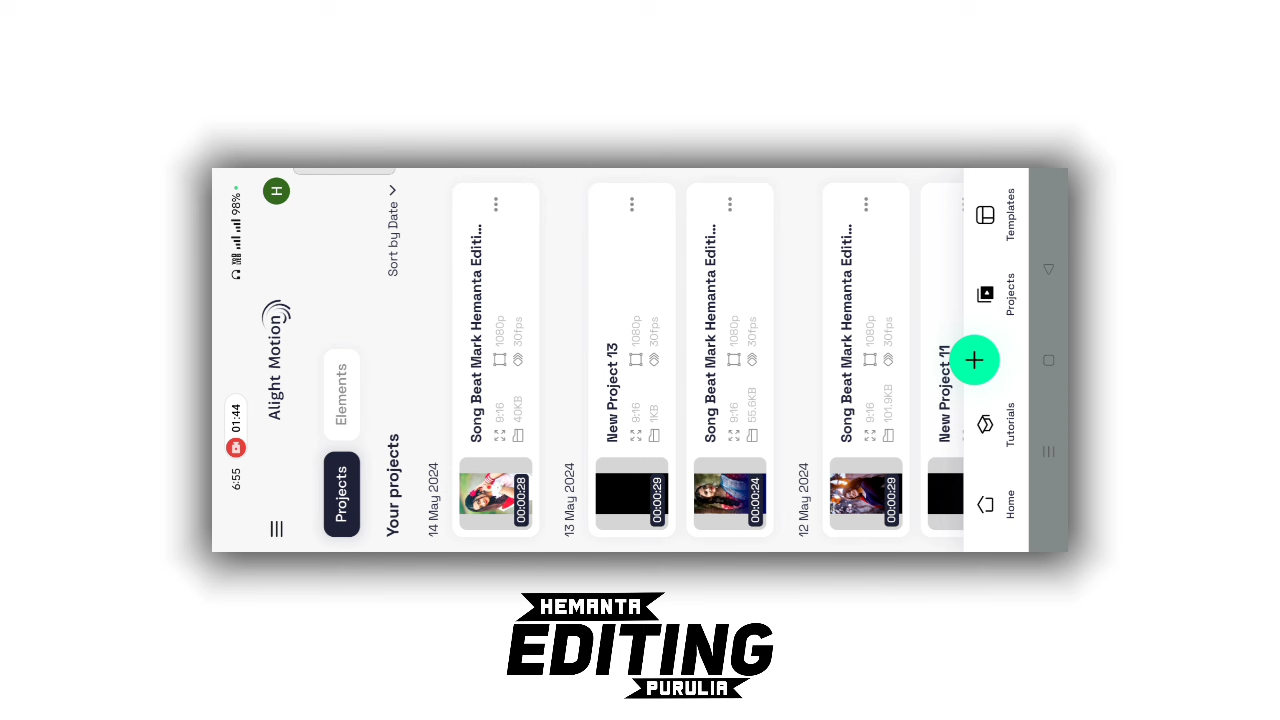 6:55 01:44 98%
Alight Motion
H
Projects Elements
Your projects Sort by Date
14 May 2024
Song Beat Mark Hemanta Editi...
9:16 1080p
40KB 30fps
00:00:28
13 May 2024
New Project 13
9:16 1080p
1KB 30fps
00:00:29
Song Beat Mark Hemanta Editi...
9:16 1080p
55.6KB 30fps
00:00:24
12 May 2024
Song Beat Mark Hemanta Editi...
9:16 1080p
101.9KB 30fps
00:00:29
New Project 11
Home Tutorials Projects Templates
HEMANTA
EDITING
PURULIA